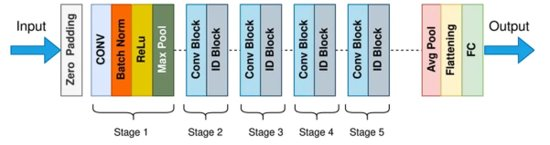 Input
Zero Padding
CONV
Batch Norm
ReLu
Max Pool
Conv Block
ID Block
Conv Block
ID Block
Conv Block
ID Block
Conv Block
ID Block
Avg Pool
Flattening
FC
Output
Stage 1
Stage 2
Stage 3
Stage 4
Stage 5